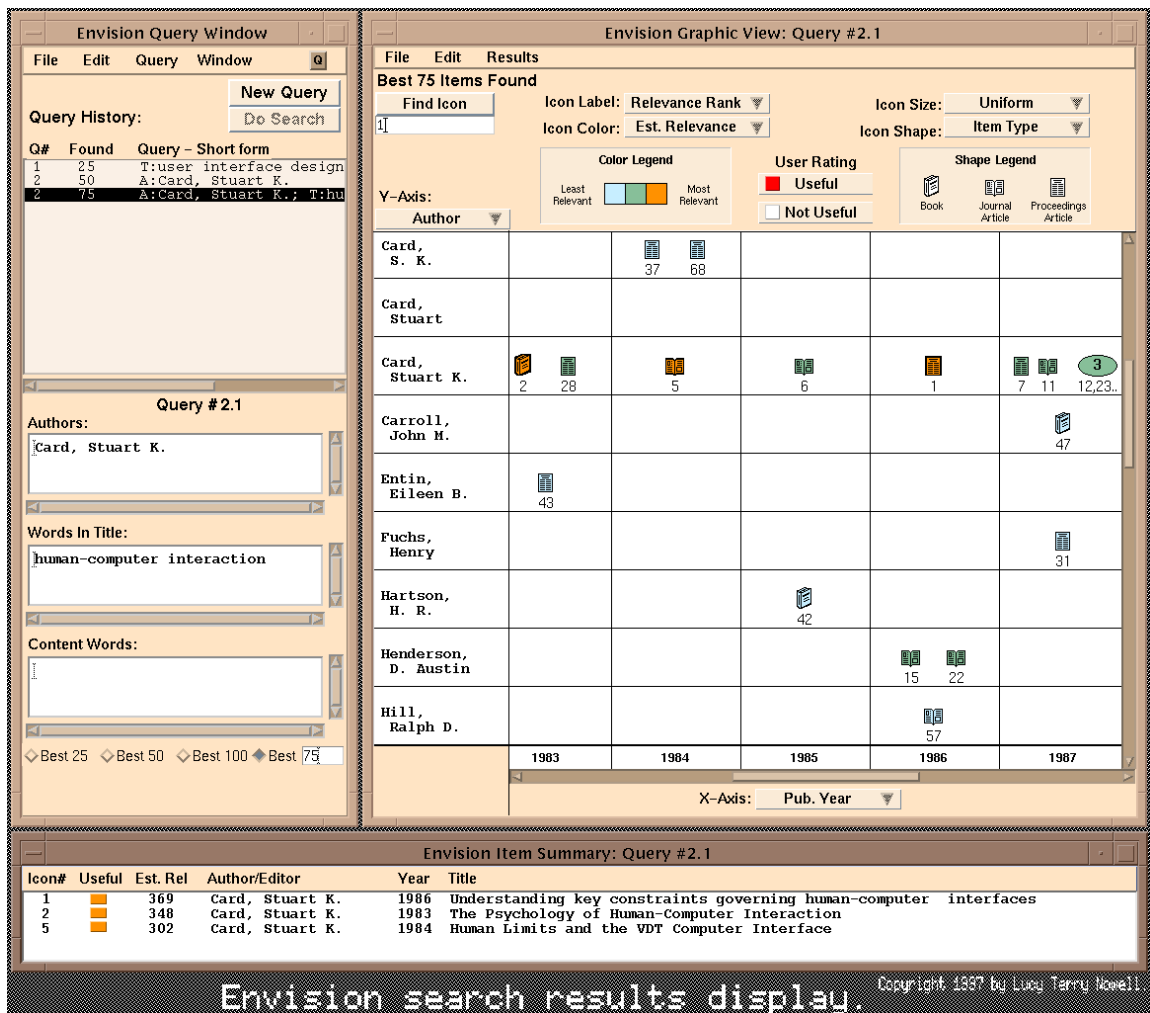 Envision Query Window
File Edit Query Window Q
New Query
Query History: Do Search
Q# Found Query – Short form
1 25 T:user interface design
2 50 A:Card, Stuart K.
2 75 A:Card, Stuart K.; T:hu
Query # 2.1
Authors:
Card, Stuart K.
Words In Title:
human-computer interaction
Content Words:
Best 25 Best 50 Best 100 Best 75
Envision Graphic View: Query #2.1
File Edit Results
Best 75 Items Found
Find Icon Icon Label: Relevance Rank Icon Size: Uniform
1 Icon Color: Est. Relevance Icon Shape: Item Type
Color Legend User Rating Shape Legend
Least Relevant Most Relevant Useful
Not Useful
Book Journal Article Proceedings Article
Y-Axis:
Author
Card, S. K.
37 68
Card, Stuart
Card, Stuart K.
3
2 28 5 6 1 7 11 12,23..
Carroll, John M.
47
Entin, Eileen B.
43
Fuchs, Henry
31
Hartson, H. R.
42
Henderson, D. Austin
15 22
Hill, Ralph D.
57
1983 1984 1985 1986 1987
X-Axis: Pub. Year
Envision Item Summary: Query #2.1
Icon# Useful Est. Rel Author/Editor Year Title
1 369 Card, Stuart K. 1986 Understanding key constraints governing human-computer interfaces
2 348 Card, Stuart K. 1983 The Psychology of Human-Computer Interaction
5 302 Card, Stuart K. 1984 Human Limits and the VDT Computer Interface
Envision search results display.
Copyright 1997 by Lucy Terry Nowell.